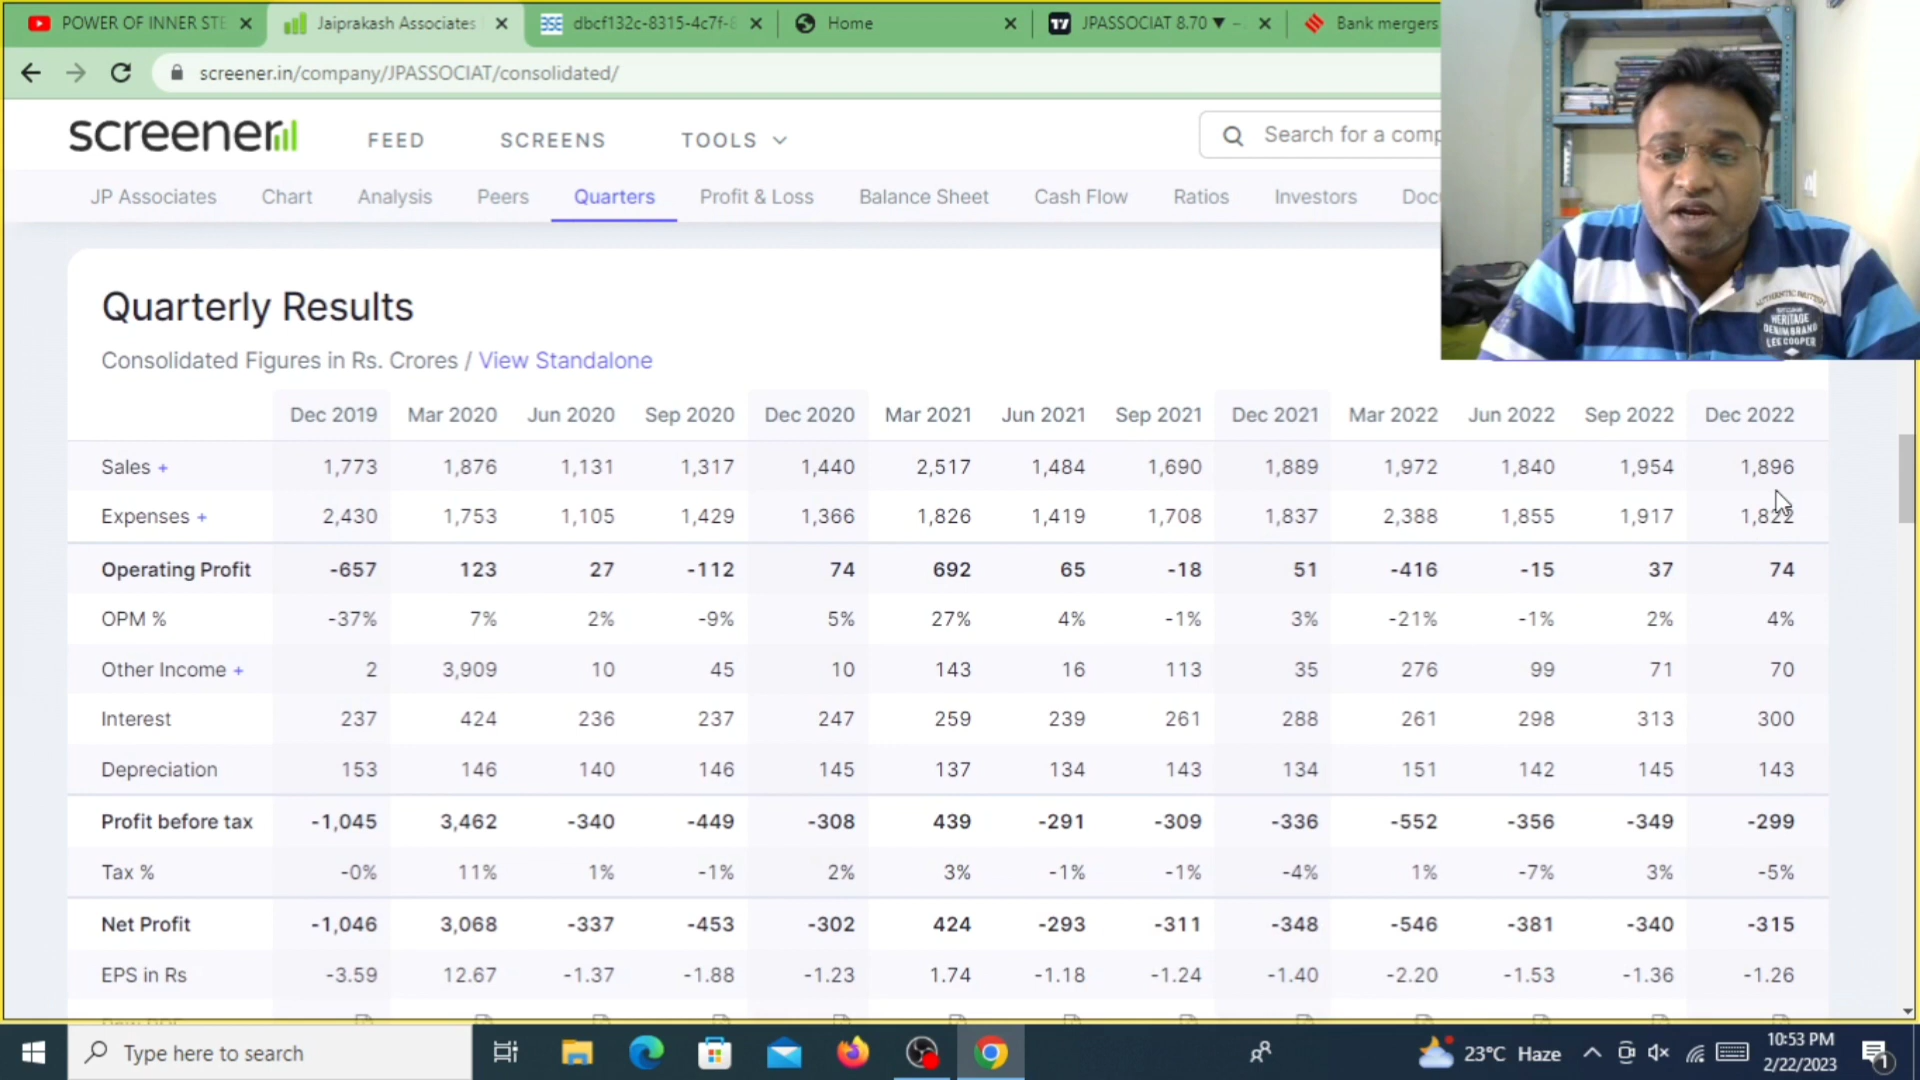 POWER OF INNER STE
Jaiprakash Associates
BSE dbcf132c-8315-4c7f-8
Home
JPASSOCIAT 8.70 ▼ –
Bank mergers
screener.in/company/JPASSOCIAT/consolidated/
screener
FEED SCREENS TOOLS
Search for a comp
JP Associates Chart Analysis Peers Quarters Profit & Loss Balance Sheet Cash Flow Ratios Investors Doc
Quarterly Results
Consolidated Figures in Rs. Crores / View Standalone
Dec 2019 Mar 2020 Jun 2020 Sep 2020 Dec 2020 Mar 2021 Jun 2021 Sep 2021 Dec 2021 Mar 2022 Jun 2022 Sep 2022 Dec 2022
Sales + 1,773 1,876 1,131 1,317 1,440 2,517 1,484 1,690 1,889 1,972 1,840 1,954 1,896
Expenses + 2,430 1,753 1,105 1,429 1,366 1,826 1,419 1,708 1,837 2,388 1,855 1,917 1,822
Operating Profit -657 123 27 -112 74 692 65 -18 51 -416 -15 37 74
OPM % -37% 7% 2% -9% 5% 27% 4% -1% 3% -21% -1% 2% 4%
Other Income + 2 3,909 10 45 10 143 16 113 35 276 99 71 70
Interest 237 424 236 237 247 259 239 261 288 261 298 313 300
Depreciation 153 146 140 146 145 137 134 143 134 151 142 145 143
Profit before tax -1,045 3,462 -340 -449 -308 439 -291 -309 -336 -552 -356 -349 -299
Tax % -0% 11% 1% -1% 2% 3% -1% -1% -4% 1% -7% 3% -5%
Net Profit -1,046 3,068 -337 -453 -302 424 -293 -311 -348 -546 -381 -340 -315
EPS in Rs -3.59 12.67 -1.37 -1.88 -1.23 1.74 -1.18 -1.24 -1.40 -2.20 -1.53 -1.36 -1.26
AUTHENTIC BRITISH
HERITAGE
DENIM BRAND
LEE COOPER
Type here to search
23°C Haze
10:53 PM
2/22/2023
1